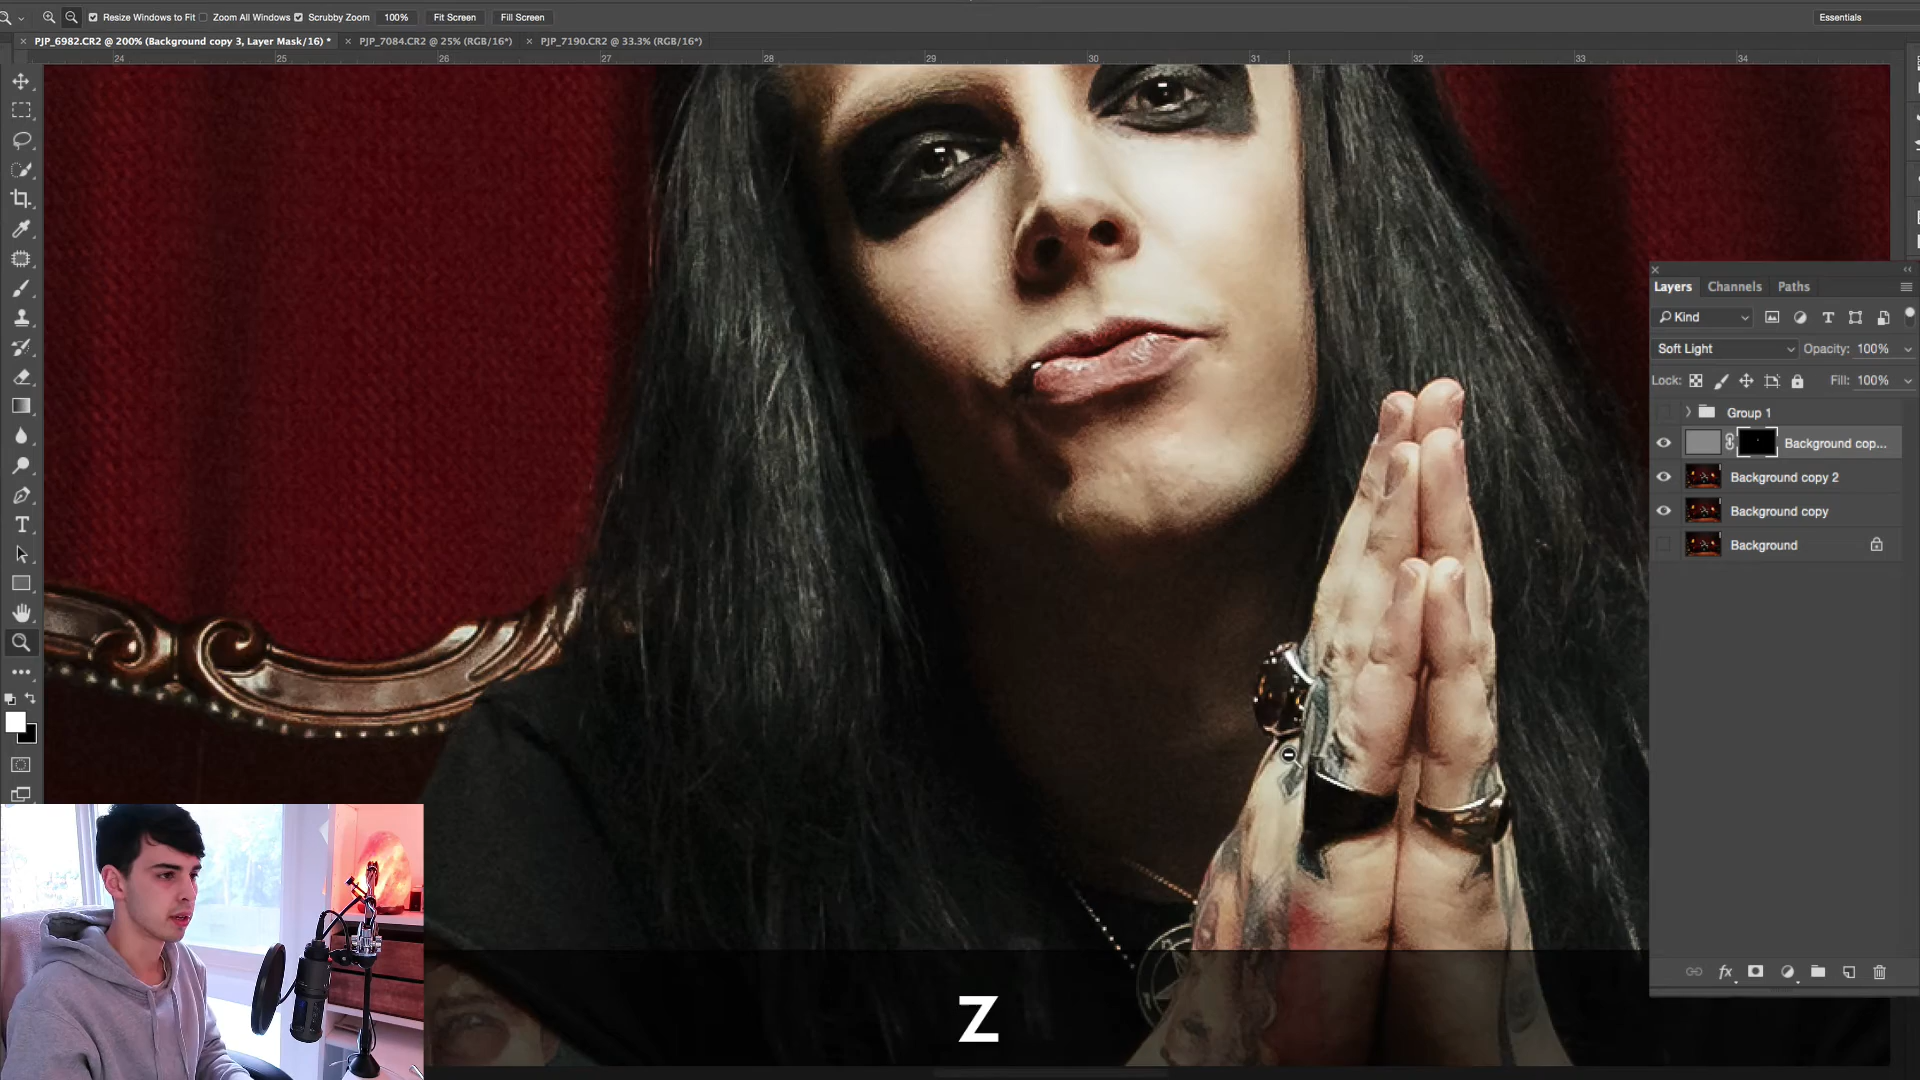 Resize Windows to Fit Zoom All Windows Scrubby Zoom 100% Fit Screen Fill Screen Essentials
PJP_6982.CR2 @ 200% (Background copy 3, Layer Mask/16) * PJP_7084.CR2 @ 25% (RGB/16*) PJP_7190.CR2 @ 33.3% (RGB/16*)
24 25 26 27 28 29 30 31 32 33 34
Layers Channels Paths
Kind
Soft Light Opacity: 100%
Lock: Fill: 100%
Group 1
Background cop...
Background copy 2
Background copy
Background
fx
Z